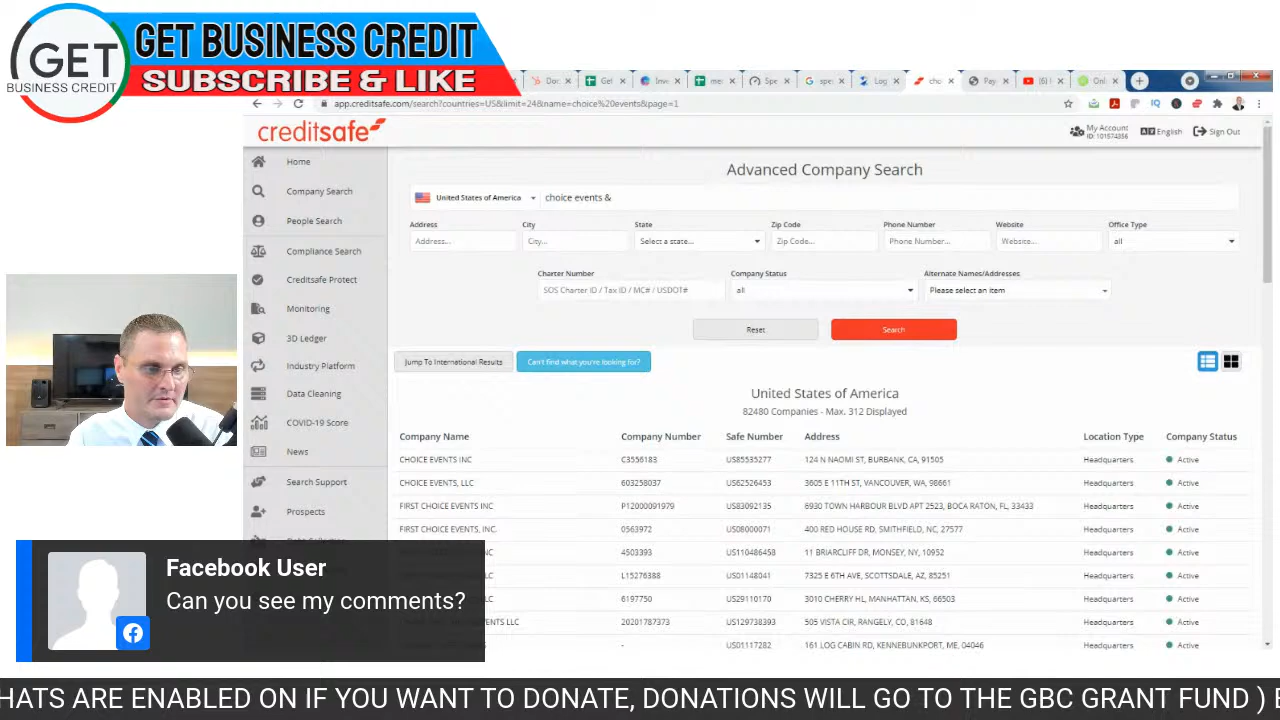 GET
BUSINESS CREDIT
GET BUSINESS CREDIT
SUBSCRIBE & LIKE
app.creditsafe.com/search?countries=US&limit=24&name=choice%20events&page=1
creditsafe
My Account
ID: 101574856
English
Sign Out
Home
Company Search
People Search
Compliance Search
Creditsafe Protect
Monitoring
3D Ledger
Industry Platform
Data Cleaning
COVID-19 Score
News
Search Support
Prospects
Advanced Company Search
United States of America choice events &
Address City State Zip Code Phone Number Website Office Type
Address... City... Select a state... Zip Code... Phone Number... Website... all
Charter Number Company Status Alternate Names/Addresses
SOS Charter ID / Tax ID / MC# / USDOT# all Please select an item
Reset Search
Jump To International Results Can't find what you're looking for?
United States of America
82480 Companies - Max. 312 Displayed
Company Name Company Number Safe Number Address Location Type Company Status
CHOICE EVENTS INC C3556183 US85535277 124 N NAOMI ST, BURBANK, CA, 91505 Headquarters Active
CHOICE EVENTS, LLC 603258037 US62526453 3605 E 11TH ST, VANCOUVER, WA, 98661 Headquarters Active
FIRST CHOICE EVENTS INC P12000091979 US83092135 6930 TOWN HARBOUR BLVD APT 2523, BOCA RATON, FL, 33433 Headquarters Active
FIRST CHOICE EVENTS, INC. 0563972 US08000071 400 RED HOUSE RD, SMITHFIELD, NC, 27577 Headquarters Active
4503393 US110486458 11 BRIARCLIFF DR, MONSEY, NY, 10952 Headquarters Active
L15276388 US01148041 7325 E 6TH AVE, SCOTTSDALE, AZ, 85251 Headquarters Active
6197750 US29110170 3010 CHERRY HL, MANHATTAN, KS, 66503 Headquarters Active
LLC 20201787373 US129738393 505 VISTA CIR, RANGELY, CO, 81648 Headquarters Active
- US01117282 161 LOG CABIN RD, KENNEBUNKPORT, ME, 04046 Headquarters Active
Facebook User
Can you see my comments?
HATS ARE ENABLED ON IF YOU WANT TO DONATE, DONATIONS WILL GO TO THE GBC GRANT FUND )